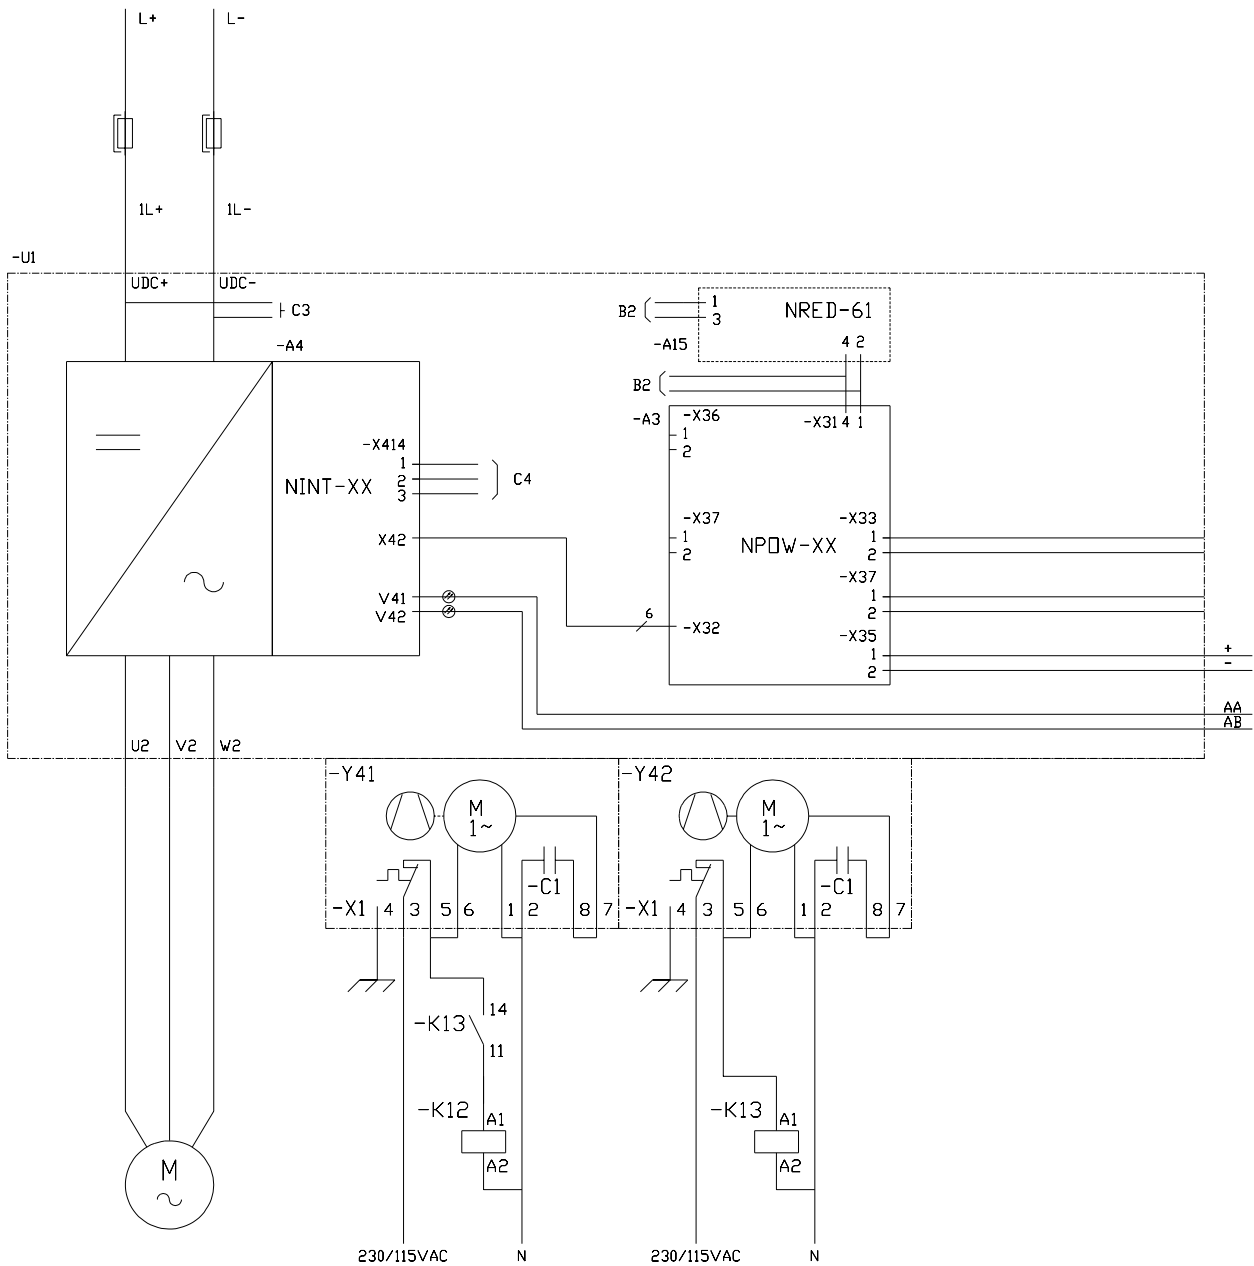 L+ L-
1L+ 1L-
-U1
UDC+ UDC-
C3
-A4
B2 1 NRED-61
3
-A15 4 2
B2
-A3 -X36 -X31 4 1
1
2
-X414
1
2 C4
3
NINT-XX
-X37 -X33
X42 1 NPOW-XX 1
2 2
-X37
V41 1
V42 6 2
-X32 -X35
1 +
2 -
AA
AB
U2 V2 W2
-Y41 -Y42
M M
1~ 1~
-C1 -C1
-X1 4 3 5 6 1 2 8 7 -X1 4 3 5 6 1 2 8 7
14
-K13
11
-K12 A1 -K13 A1
A2 A2
M
~
230/115VAC N 230/115VAC N